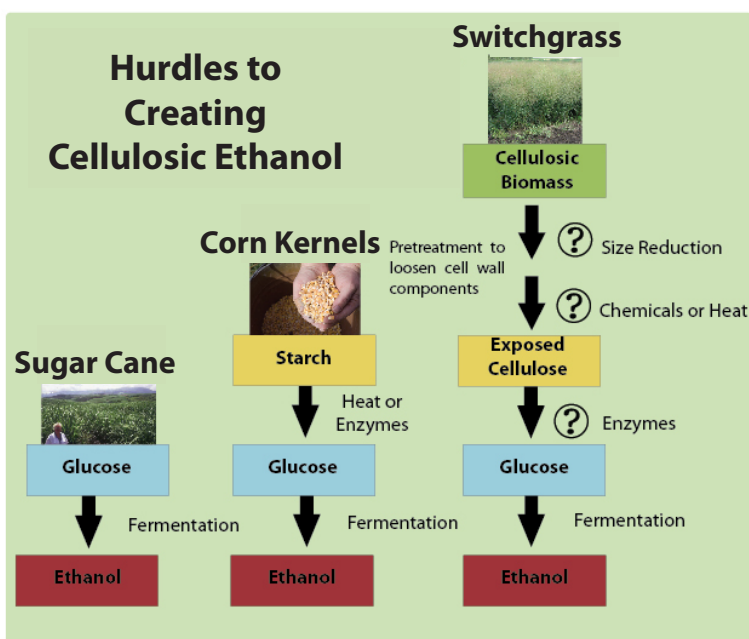 Hurdles to
Creating
Cellulosic Ethanol
Switchgrass
Cellulosic
Biomass
Pretreatment to
loosen cell wall
components
? Size Reduction
? Chemicals or Heat
Exposed
Cellulose
? Enzymes
Glucose
Fermentation
Ethanol
Corn Kernels
Starch
Heat or
Enzymes
Glucose
Fermentation
Ethanol
Sugar Cane
Glucose
Fermentation
Ethanol